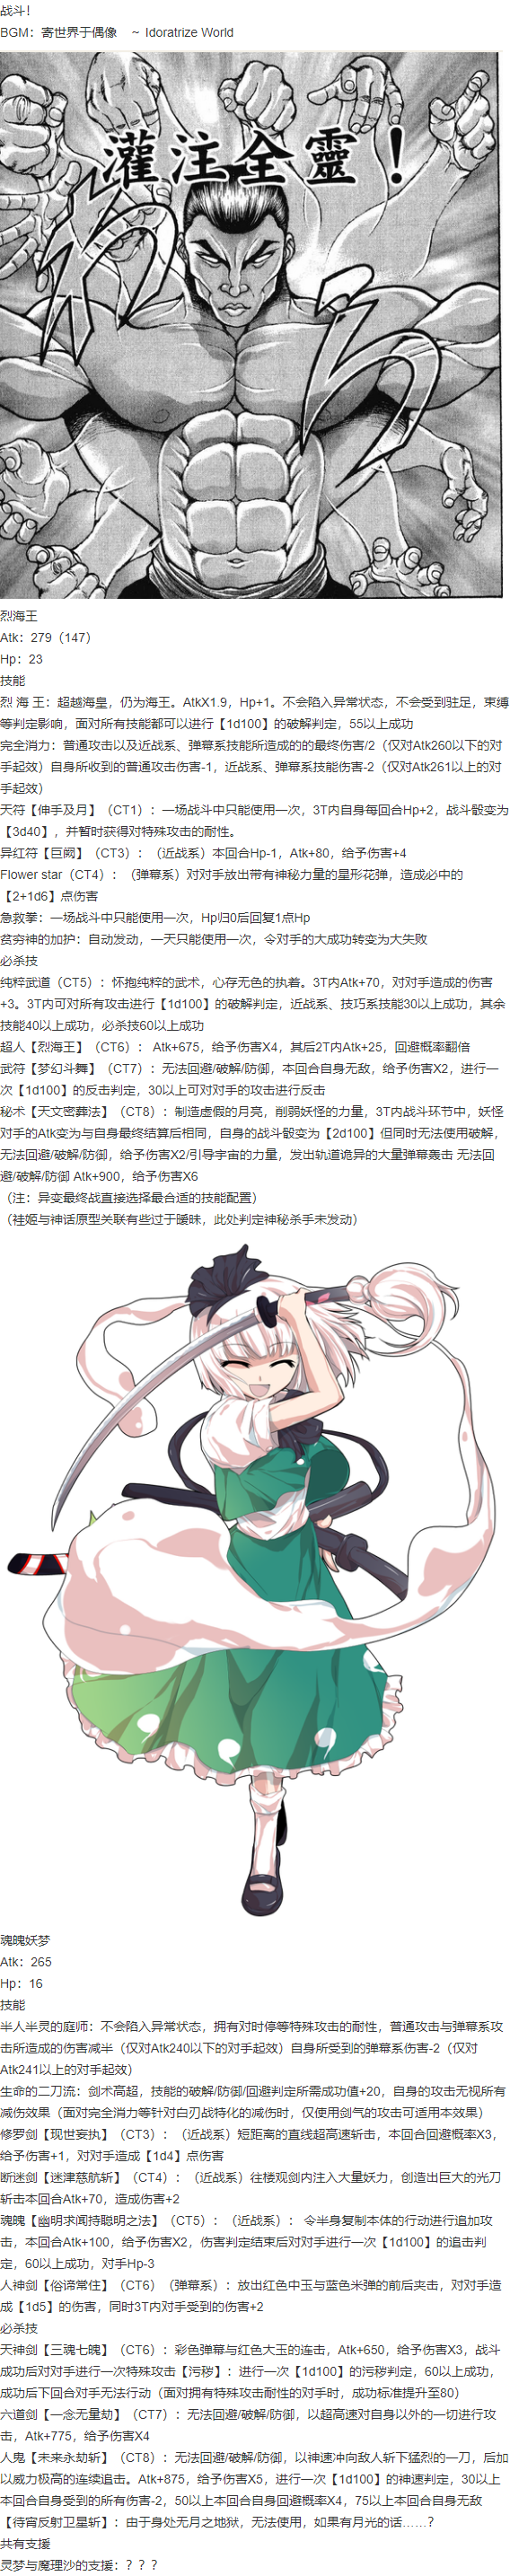 战斗！
BGM：寄世界于偶像　~ Idoratrize World
灌注全靈！
烈海王
Atk：279（147）
Hp：23
技能
烈 海 王：超越海皇，仍为海王。AtkX1.9，Hp+1。不会陷入异常状态，不会受到驻足，束缚
等判定影响，面对所有技能都可以进行【1d100】的破解判定，55以上成功
完全消力：普通攻击以及近战系、弹幕系技能所造成的的最终伤害/2（仅对Atk260以下的对
手起效）自身所收到的普通攻击伤害-1，近战系、弹幕系技能伤害-2（仅对Atk261以上的对
手起效）
天符【伸手及月】（CT1）：一场战斗中只能使用一次，3T内自身每回合Hp+2，战斗骰变为
【3d40】，并暂时获得对特殊攻击的耐性。
异红符【巨阙】（CT3）：（近战系）本回合Hp-1，Atk+80，给予伤害+4
Flower star（CT4）：（弹幕系）对对手放出带有神秘力量的星形花弹，造成必中的
【2+1d6】点伤害
急救拳：一场战斗中只能使用一次，Hp归0后回复1点Hp
贫穷神的加护：自动发动，一天只能使用一次，令对手的大成功转变为大失败
必杀技
纯粹武道（CT5）：怀抱纯粹的武术，心存无色的执着。3T内Atk+70，对对手造成的伤害
+3。3T内可对所有攻击进行【1d100】的破解判定，近战系、技巧系技能30以上成功，其余
技能40以上成功，必杀技60以上成功
超人【烈海王】（CT6）： Atk+675，给予伤害X4，其后2T内Atk+25，回避概率翻倍
武符【梦幻斗舞】（CT7）：无法回避/破解/防御，本回合自身无敌，给予伤害X2，进行一
次【1d100】的反击判定，30以上可对对手的攻击进行反击
秘术【天文密葬法】（CT8）：制造虚假的月亮，削弱妖怪的力量，3T内战斗环节中，妖怪
对手的Atk变为与自身最终结算后相同，自身的战斗骰变为【2d100】但同时无法使用破解，
无法回避/破解/防御，给予伤害X2/引导宇宙的力量，发出轨道诡异的大量弹幕轰击 无法回
避/破解/防御 Atk+900，给予伤害X6
（注：异变最终战直接选择最合适的技能配置）
（袿姬与神话原型关联有些过于暧昧，此处判定神秘杀手未发动）
魂魄妖梦
Atk：265
Hp：16
技能
半人半灵的庭师：不会陷入异常状态，拥有对时停等特殊攻击的耐性，普通攻击与弹幕系攻
击所造成的伤害减半（仅对Atk240以下的对手起效）自身所受到的弹幕系伤害-2（仅对
Atk241以上的对手起效）
生命的二刀流：剑术高超，技能的破解/防御/回避判定所需成功值+20，自身的攻击无视所有
减伤效果（面对完全消力等针对白刃战特化的减伤时，仅使用剑气的攻击可适用本效果）
修罗剑【现世妄执】（CT3）：（近战系）短距离的直线超高速斩击，本回合回避概率X3，
给予伤害+1，对对手造成【1d4】点伤害
断迷剑【迷津慈航斩】（CT4）：（近战系）往楼观剑内注入大量妖力，创造出巨大的光刀
斩击本回合Atk+70，造成伤害+2
魂魄【幽明求闻持聪明之法】（CT5）：（近战系）： 令半身复制本体的行动进行追加攻
击，本回合Atk+100，给予伤害X2，伤害判定结束后对对手进行一次【1d100】的追击判
定，60以上成功，对手Hp-3
人神剑【俗谛常住】（CT6）（弹幕系）：放出红色中玉与蓝色米弹的前后夹击，对对手造
成【1d5】的伤害，同时3T内对手受到的伤害+2
必杀技
天神剑【三魂七魄】（CT6）：彩色弹幕与红色大玉的连击，Atk+650，给予伤害X3，战斗
成功后对对手进行一次特殊攻击【污秽】：进行一次【1d100】的污秽判定，60以上成功，
成功后下回合对手无法行动（面对拥有特殊攻击耐性的对手时，成功标准提升至80）
六道剑【一念无量劫】（CT7）：无法回避/破解/防御，以超高速对自身以外的一切进行攻
击，Atk+775，给予伤害X4
人鬼【未来永劫斩】（CT8）：无法回避/破解/防御，以神速冲向敌人斩下猛烈的一刀，后加
以威力极高的连续追击。Atk+875，给予伤害X5，进行一次【1d100】的神速判定，30以上
本回合自身受到的所有伤害-2，50以上本回合自身回避概率X4，75以上本回合自身无敌
【待宵反射卫星斩】：由于身处无月之地狱，无法使用，如果有月光的话……？
共有支援
灵梦与魔理沙的支援：？？？